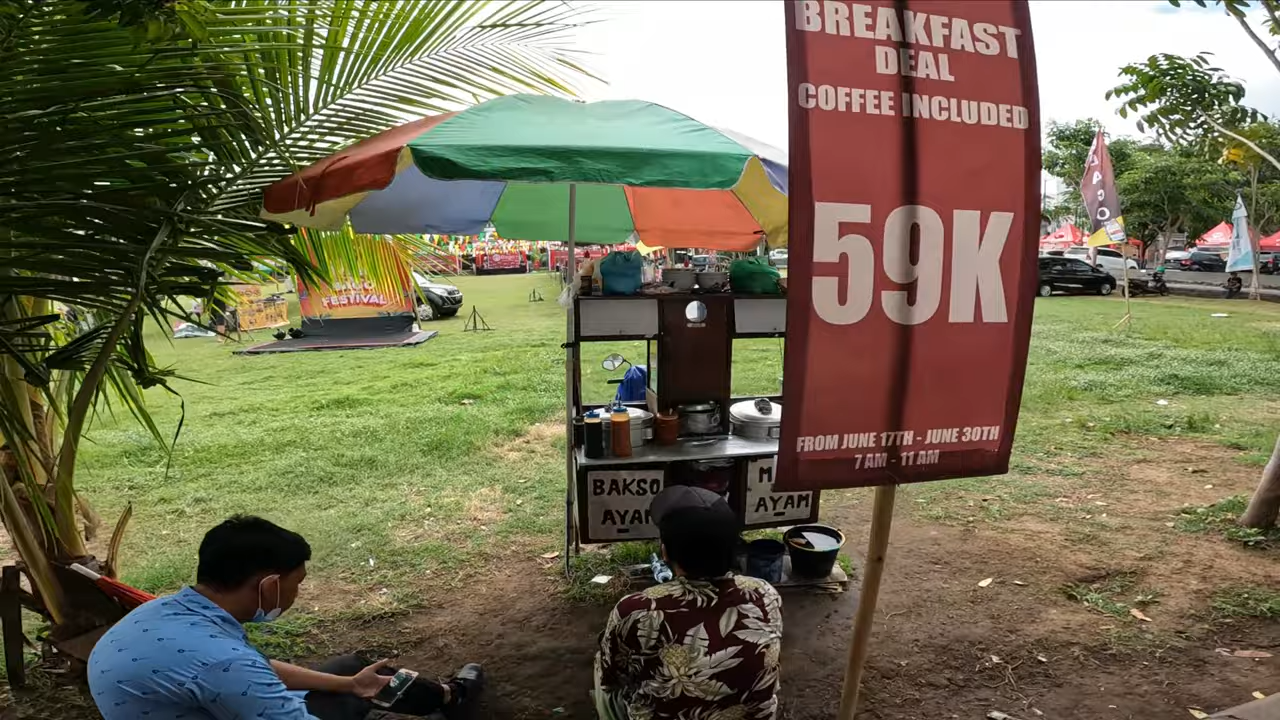 BREAKFAST
DEAL
COFFEE INCLUDED
59K
FROM JUNE 17TH - JUNE 30TH
7 AM - 11 AM
FESTIVAL
BAKSO
AYAM
M
AYAM